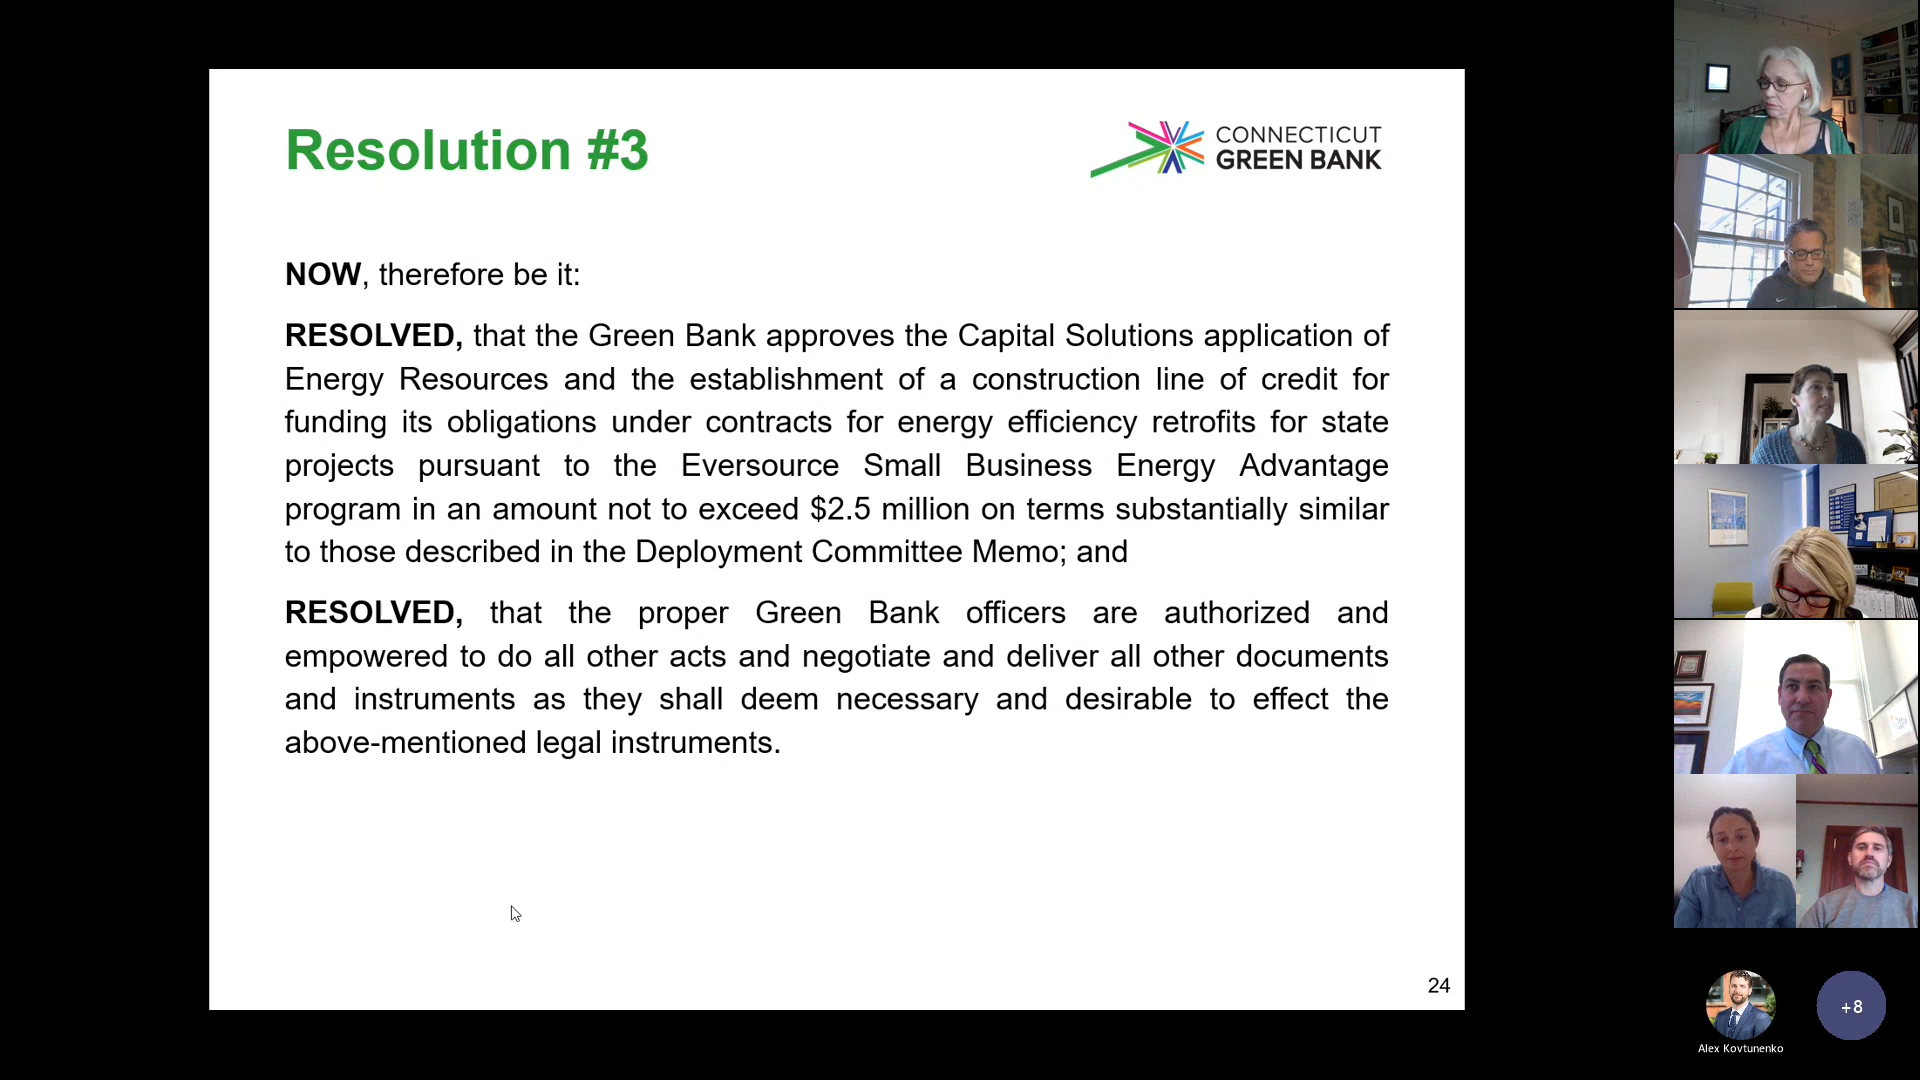 Resolution #3
CONNECTICUT
GREEN BANK
NOW, therefore be it:
RESOLVED, that the Green Bank approves the Capital Solutions application of
Energy Resources and the establishment of a construction line of credit for
funding its obligations under contracts for energy efficiency retrofits for state
projects pursuant to the Eversource Small Business Energy Advantage
program in an amount not to exceed $2.5 million on terms substantially similar
to those described in the Deployment Committee Memo; and
RESOLVED, that the proper Green Bank officers are authorized and
empowered to do all other acts and negotiate and deliver all other documents
and instruments as they shall deem necessary and desirable to effect the
above-mentioned legal instruments.
24
Alex Kovtunenko
+8